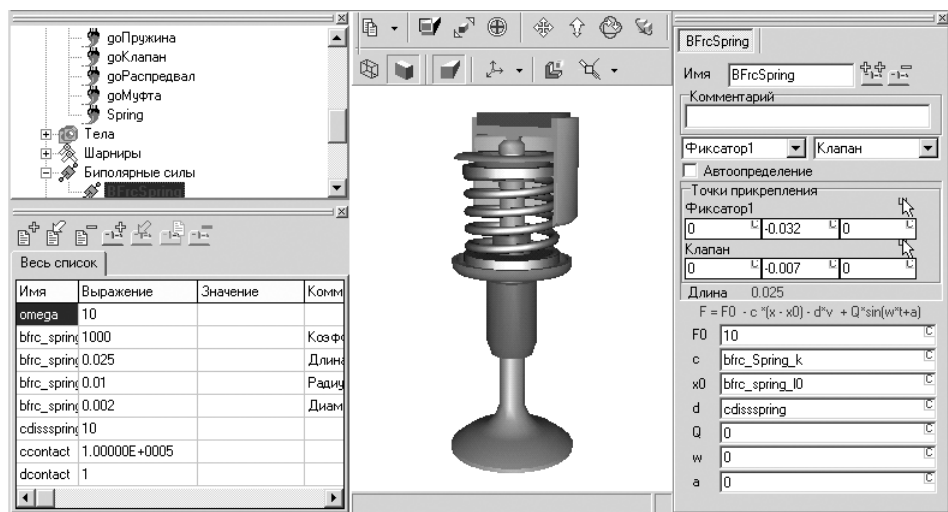 goПружина
goКлапан
goРаспредвал
goМуфта
Spring
Тела
Шарниры
Биполярные силы
BFrcSpring
Весь список
Имя Выражение Значение Комм
omega 10
bfrc_spring 1000 Коэфф
bfrc_spring 0.025 Длина
bfrc_spring 0.01 Радиу
bfrc_spring 0.002 Диам
cdissspring 10
ccontact 1.00000E+0005
dcontact 1
BFrcSpring
Имя BFrcSpring
Комментарий
Фиксатор1 Клапан
Автоопределение
Точки прикрепления
Фиксатор1
0 C -0.032 C 0 C
Клапан
0 C -0.007 C 0 C
Длина 0.025
F = F0 - c *(x - x0) - d*v + Q*sin(w*t+a)
F0 10 C
c bfrc_Spring_k C
x0 bfrc_spring_l0 C
d cdissspring C
Q 0 C
w 0 C
a 0 C